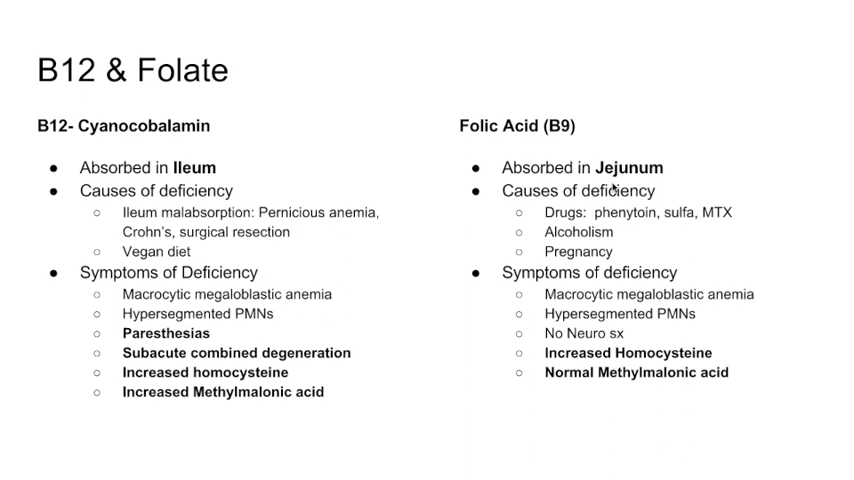 B12 & Folate
B12- Cyanocobalamin
● Absorbed in Ileum
● Causes of deficiency
○ Ileum malabsorption: Pernicious anemia,
Crohn's, surgical resection
○ Vegan diet
● Symptoms of Deficiency
○ Macrocytic megaloblastic anemia
○ Hypersegmented PMNs
○ Paresthesias
○ Subacute combined degeneration
○ Increased homocysteine
○ Increased Methylmalonic acid
Folic Acid (B9)
● Absorbed in Jejunum
● Causes of deficiency
○ Drugs: phenytoin, sulfa, MTX
○ Alcoholism
○ Pregnancy
● Symptoms of deficiency
○ Macrocytic megaloblastic anemia
○ Hypersegmented PMNs
○ No Neuro sx
○ Increased Homocysteine
○ Normal Methylmalonic acid